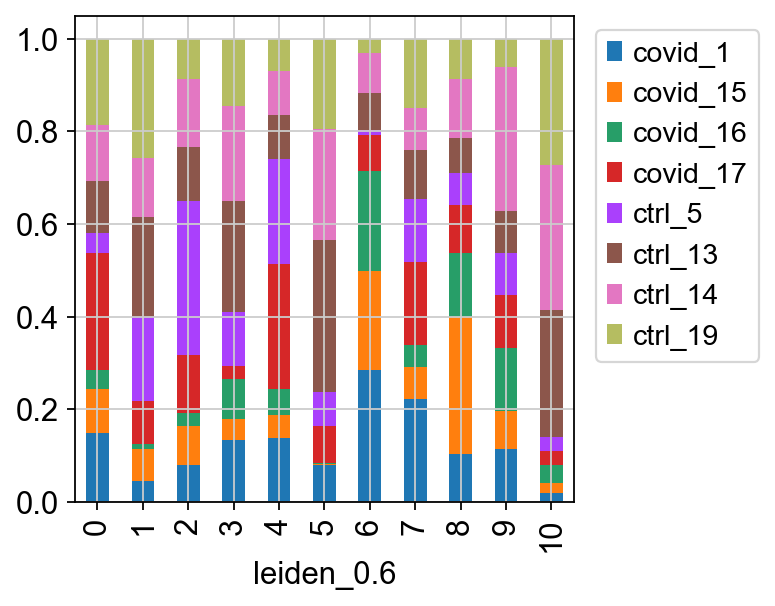 1.0
0.8
0.6
0.4
0.2
0.0
0 1 2 3 4 5 6 7 8 9 10
leiden_0.6
covid_1
covid_15
covid_16
covid_17
ctrl_5
ctrl_13
ctrl_14
ctrl_19